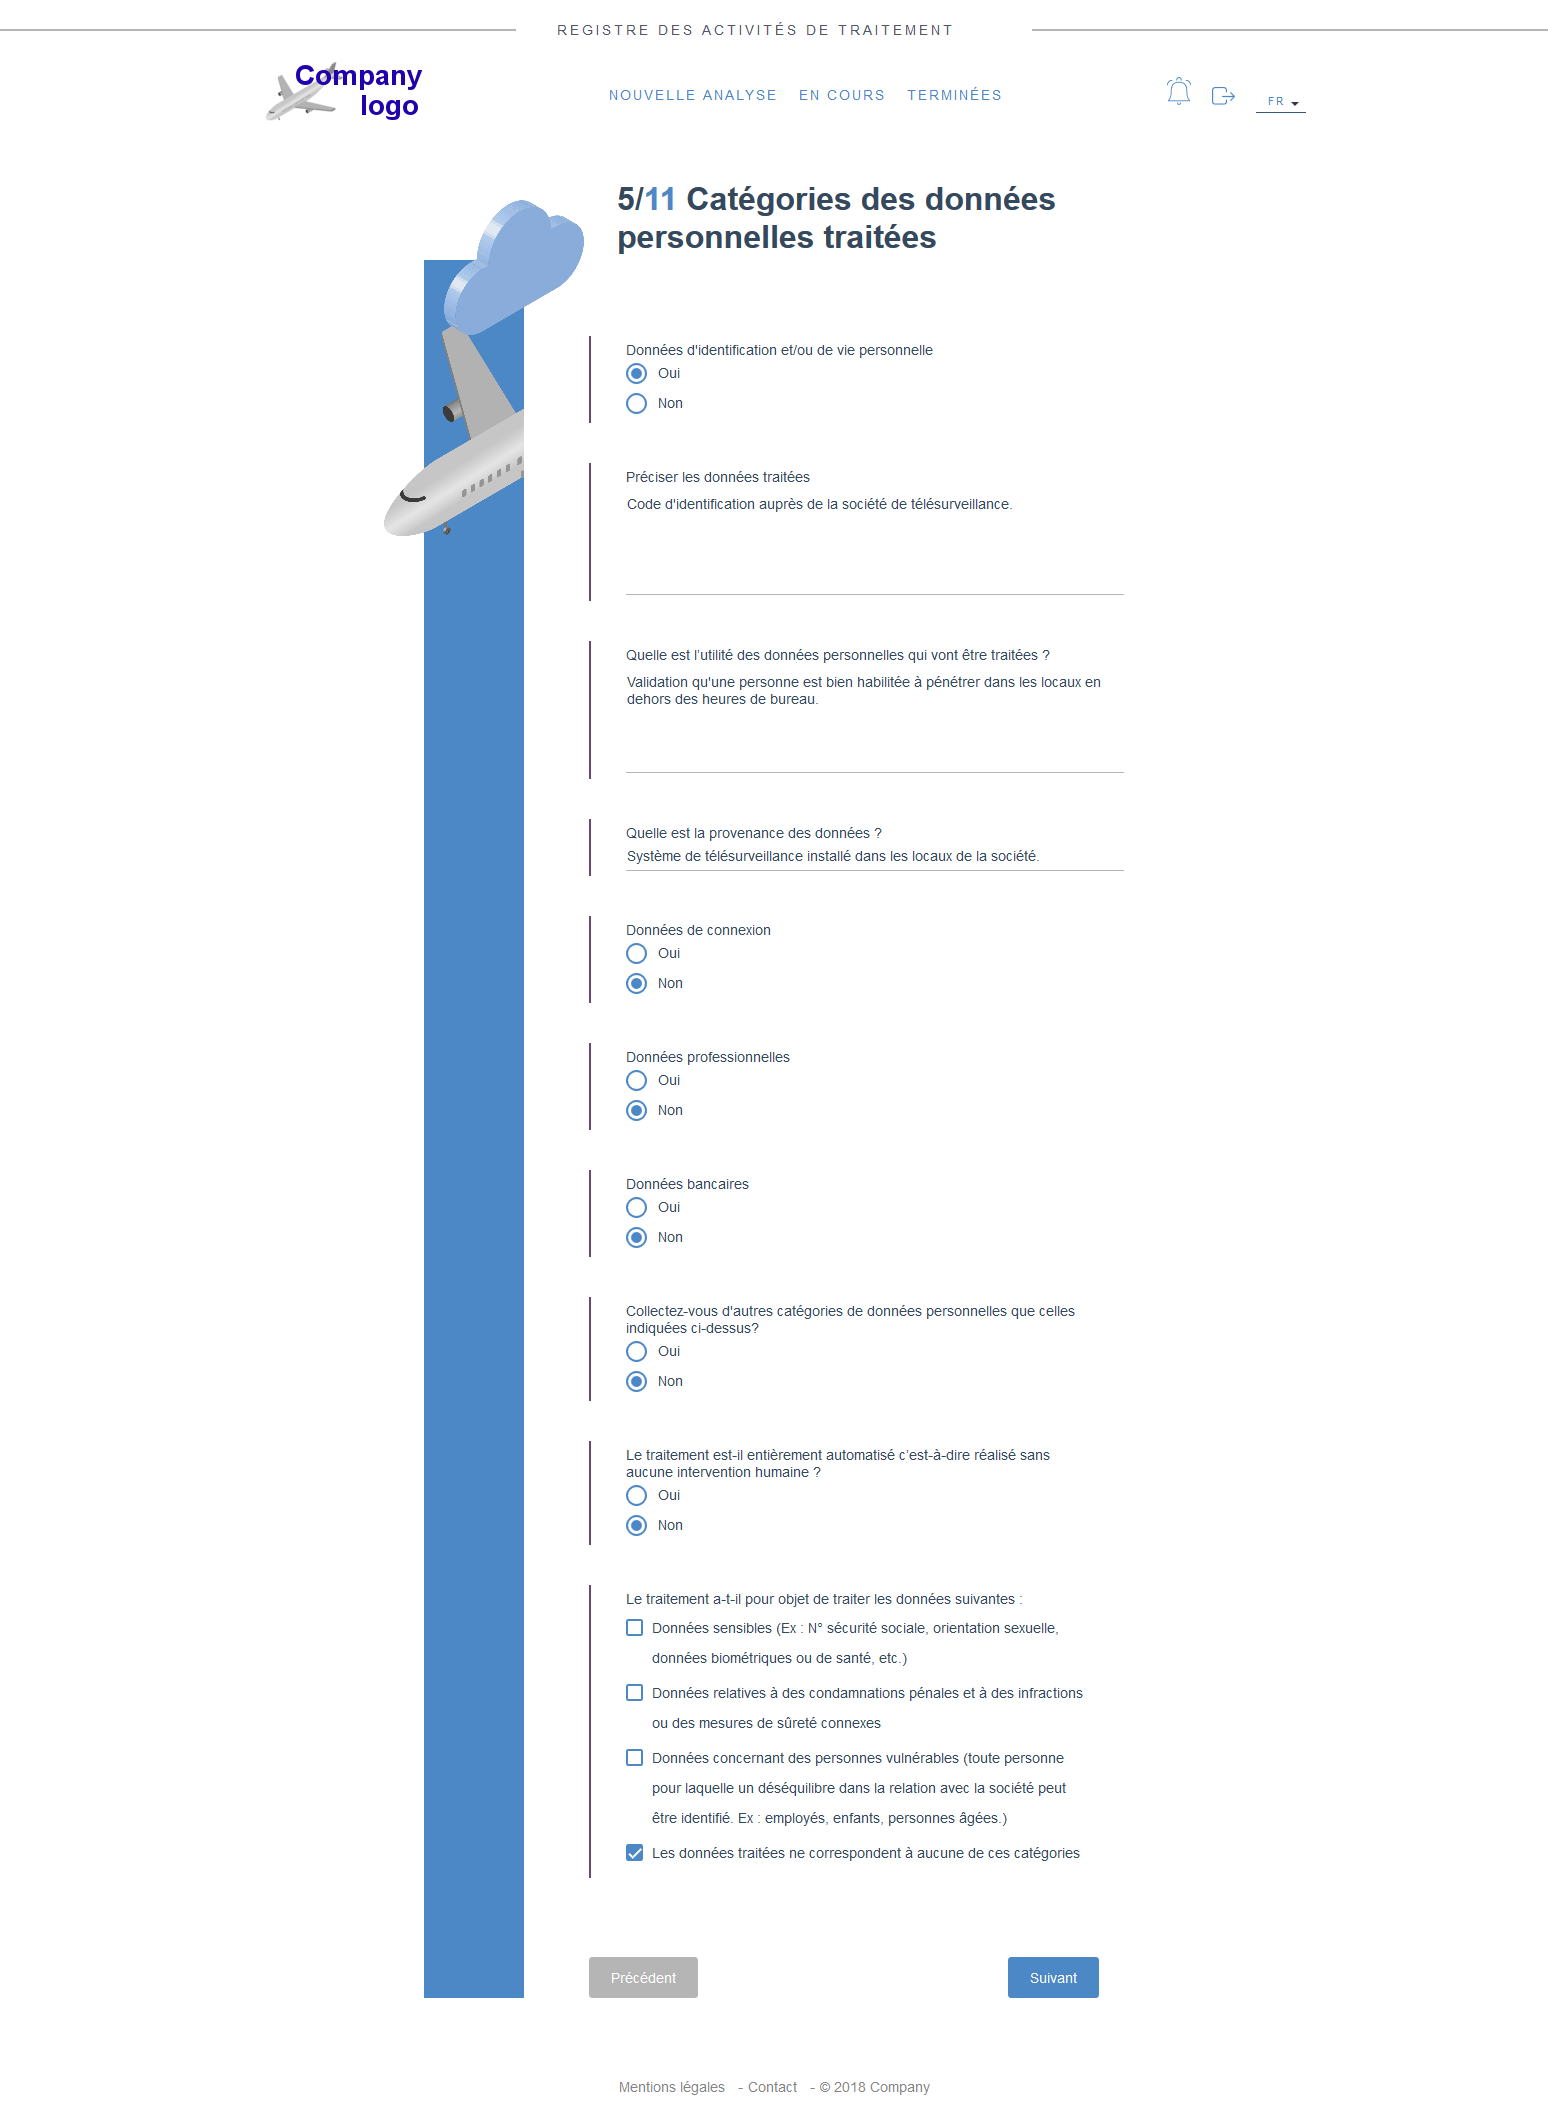 REGISTRE DES ACTIVITÉS DE TRAITEMENT
Company
logo
NOUVELLE ANALYSE EN COURS TERMINÉES
FR
5/11 Catégories des données
personnelles traitées
Données d'identification et/ou de vie personnelle
Oui
Non
Préciser les données traitées
Code d'identification auprès de la société de télésurveillance.
Quelle est l’utilité des données personnelles qui vont être traitées ?
Validation qu'une personne est bien habilitée à pénétrer dans les locaux en
dehors des heures de bureau.
Quelle est la provenance des données ?
Système de télésurveillance installé dans les locaux de la société.
Données de connexion
Oui
Non
Données professionnelles
Oui
Non
Données bancaires
Oui
Non
Collectez-vous d'autres catégories de données personnelles que celles
indiquées ci-dessus?
Oui
Non
Le traitement est-il entièrement automatisé c’est-à-dire réalisé sans
aucune intervention humaine ?
Oui
Non
Le traitement a-t-il pour objet de traiter les données suivantes :
Données sensibles (Ex : N° sécurité sociale, orientation sexuelle,
données biométriques ou de santé, etc.)
Données relatives à des condamnations pénales et à des infractions
ou des mesures de sûreté connexes
Données concernant des personnes vulnérables (toute personne
pour laquelle un déséquilibre dans la relation avec la société peut
être identifié. Ex : employés, enfants, personnes âgées.)
Les données traitées ne correspondent à aucune de ces catégories
Précédent
Suivant
Mentions légales - Contact - © 2018 Company